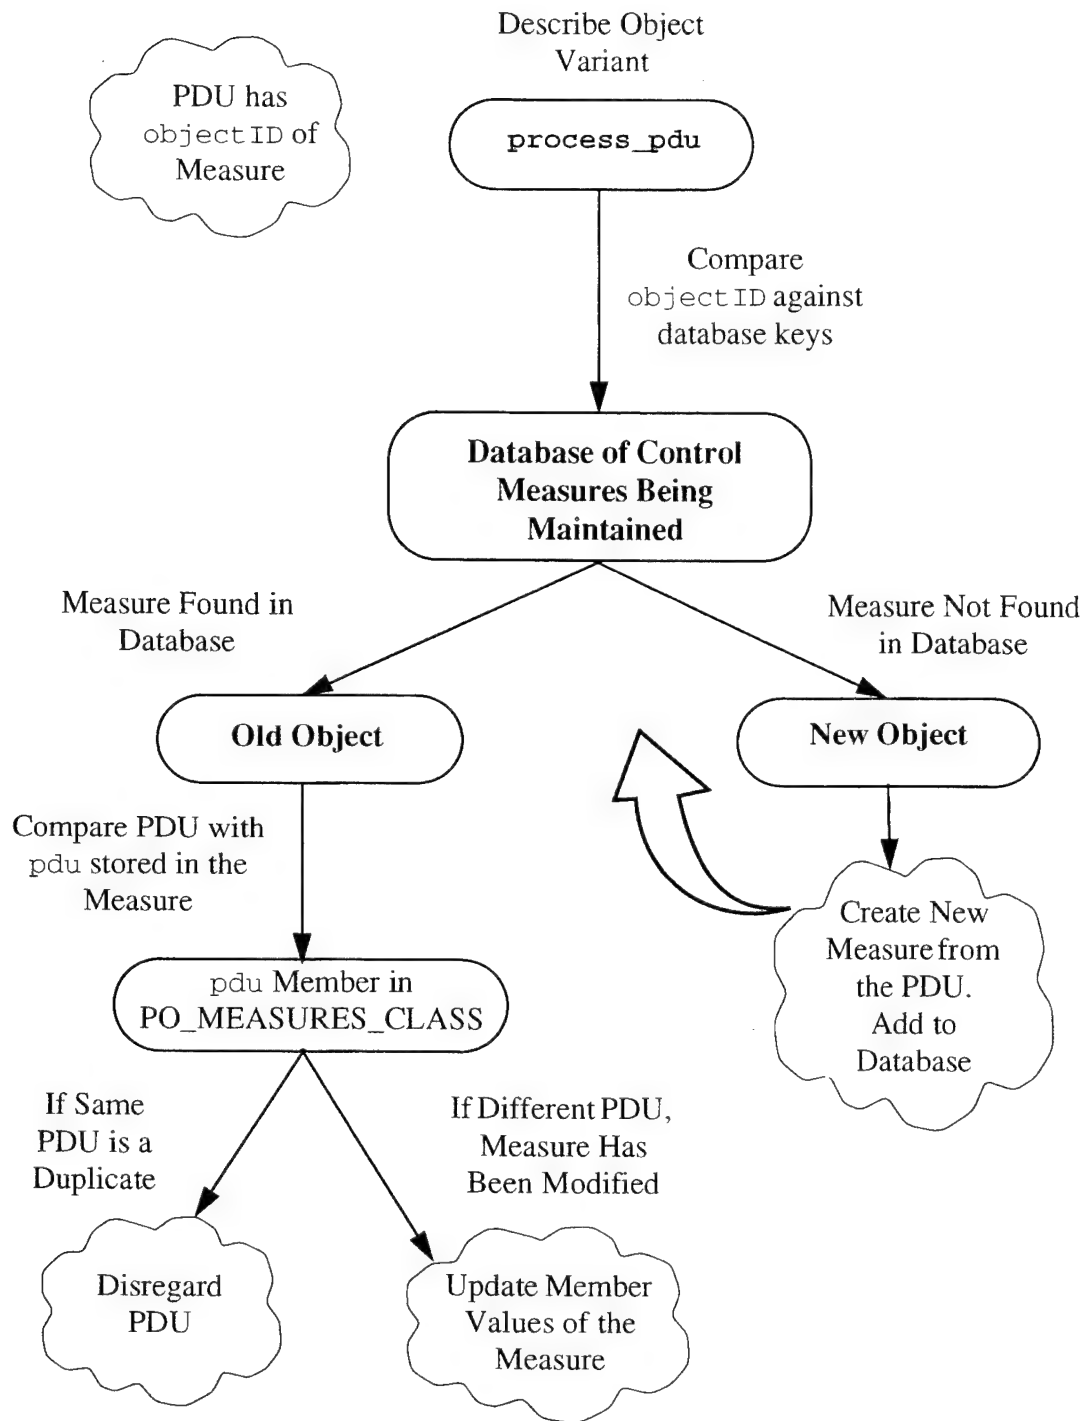 Describe Object
Variant
PDU has
objectID of
Measure
process_pdu
Compare
objectID against
database keys
Database of Control
Measures Being
Maintained
Measure Found in
Database
Measure Not Found
in Database
Old Object
New Object
Compare PDU with
pdu stored in the
Measure
Create New
Measure from
the PDU.
Add to
Database
pdu Member in
PO_MEASURES_CLASS
If Same
PDU is a
Duplicate
If Different PDU,
Measure Has
Been Modified
Disregard
PDU
Update Member
Values of the
Measure